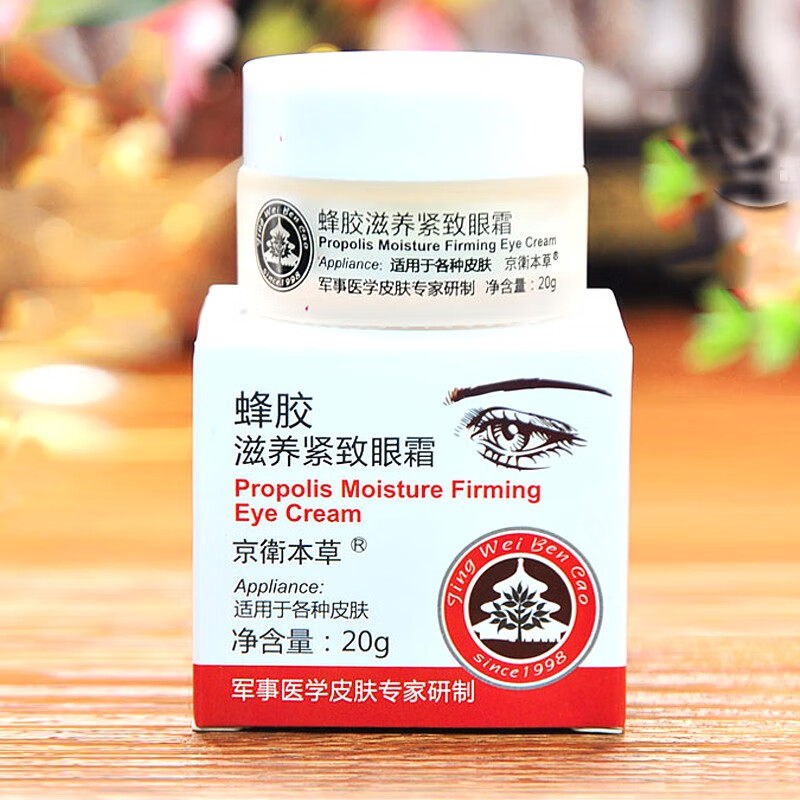 Jing Wei Ben Cao
since1998
蜂胶滋养紧致眼霜
Propolis Moisture Firming Eye Cream
Appliance: 适用于各种皮肤 京衛本草®
军事医学皮肤专家研制 净含量：20g
蜂胶
滋养紧致眼霜
Propolis Moisture Firming
Eye Cream
京衛本草®
Appliance:
适用于各种皮肤
净含量：20g
Jing Wei Ben Cao
since1998
军事医学皮肤专家研制